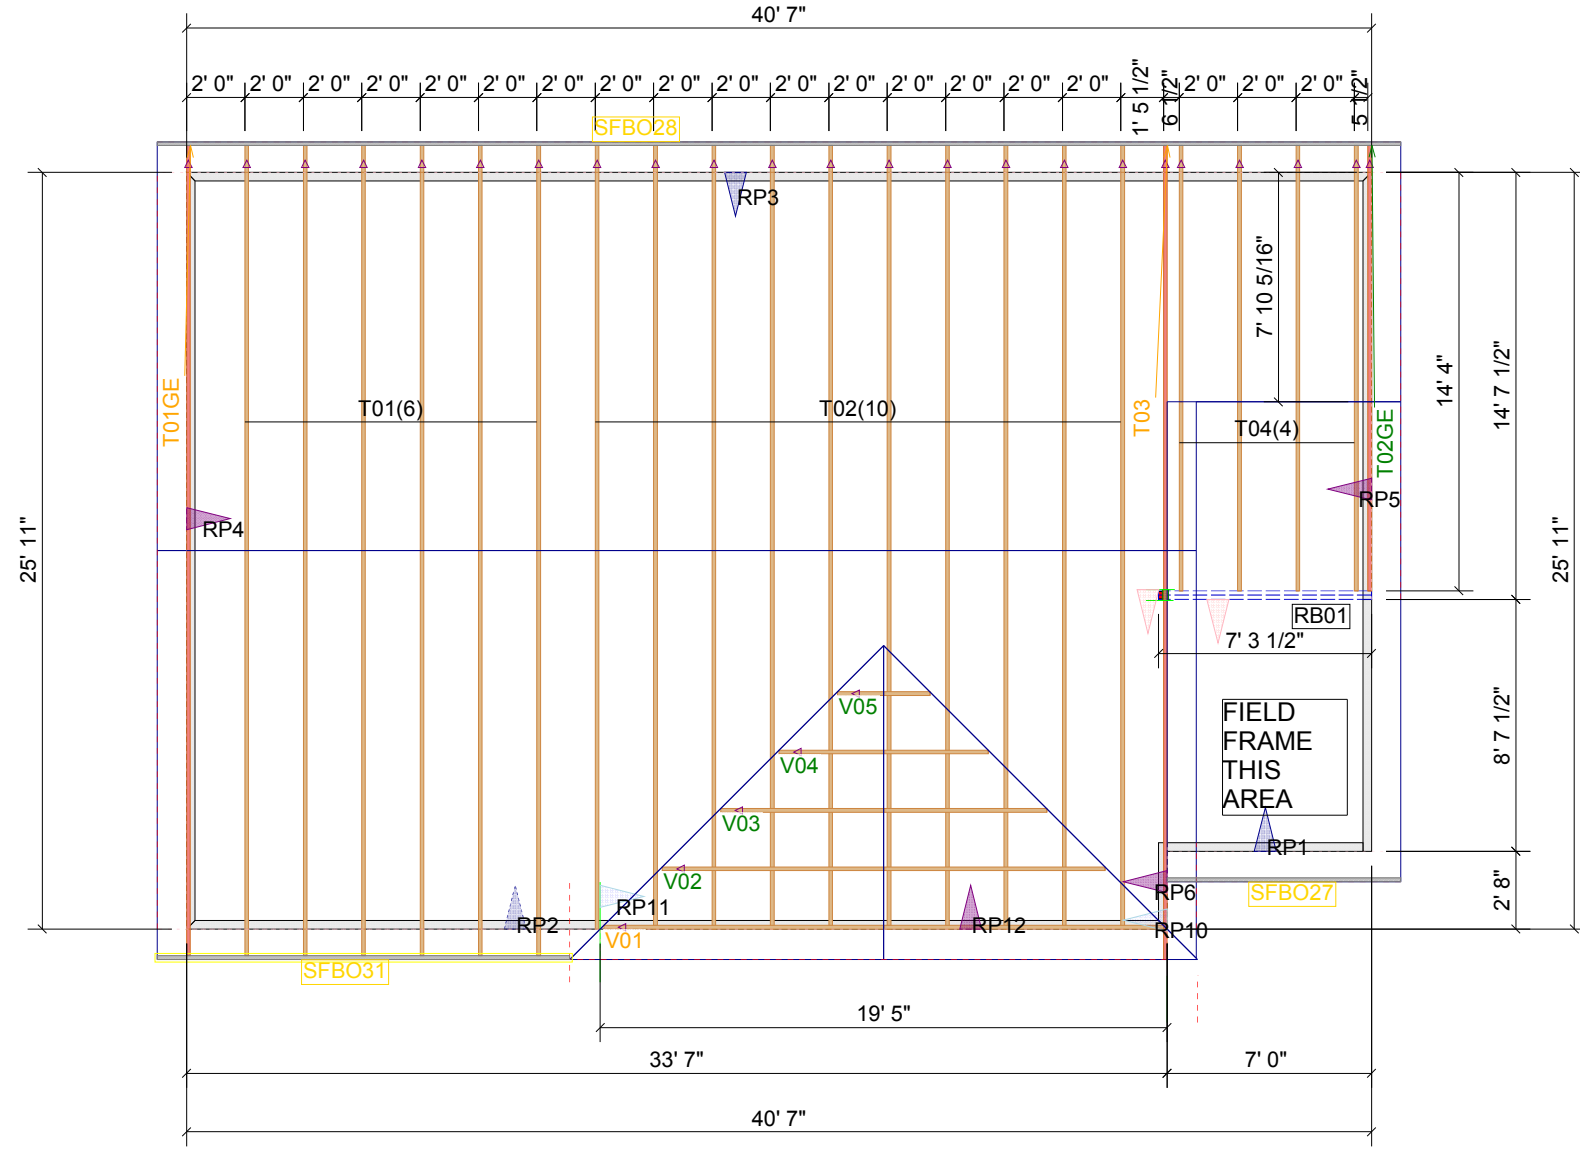 40' 7"
2' 0" 2' 0" 2' 0" 2' 0" 2' 0" 2' 0" 2' 0" 2' 0" 2' 0" 2' 0" 2' 0" 2' 0" 2' 0" 2' 0" 2' 0" 2' 0" 1' 5 1/2" 6 1/2" 2' 0" 2' 0" 2' 0" 5 1/2"
SFBO28
RP3
7' 10 5/16"
14' 4"
14' 7 1/2"
T01GE
T01(6)
T02(10)
T03
T04(4)
T02GE
RP4
RP5
25' 11"
25' 11"
RB01
7' 3 1/2"
V05
V04
V03
V02
V01
FIELD
FRAME
THIS
AREA
8' 7 1/2"
RP1
RP6
SFBO27
2' 8"
RP2
RP11
RP12
RP10
SFBO31
19' 5"
33' 7"
7' 0"
40' 7"